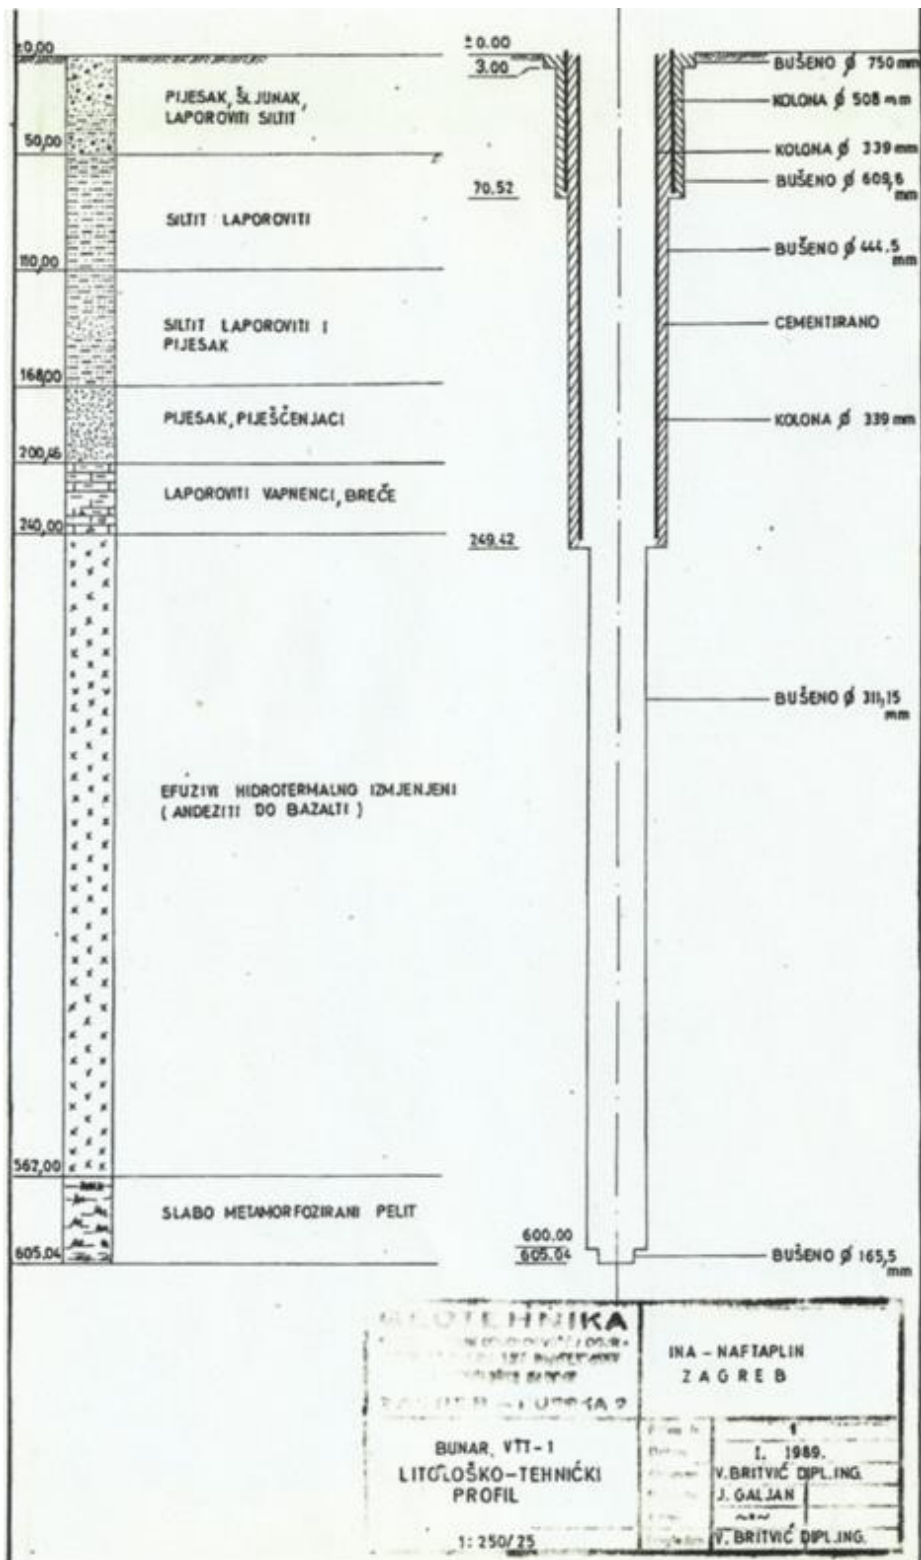 ±0,00
PIJESAK, ŠLJUNAK,
LAPOROVITI SILTIT
50,00
SILTIT LAPOROVITI
110,00
SILTIT LAPOROVITI I
PIJESAK
168,00
PIJESAK, PIJEŠČENJACI
200,45
LAPOROVITI VAPNENCI, BREČE
240,00
EFUZIVI HIDROTERMALNO IZMJENJENI
(ANDEZITI DO BAZALTI)
562,00
SLABO METAMORFOZIRANI PELIT
605.04
±0.00
3.00
70.52
249.42
600.00
605.04
BUŠENO ϕ 750 mm
KOLONA ϕ 508 mm
KOLONA ϕ 339 mm
BUŠENO ϕ 609,6
mm
BUŠENO ϕ 444.5
mm
CEMENTIRANO
KOLONA ϕ 339 mm
BUŠENO ϕ 311,15
mm
BUŠENO ϕ 165,5
mm
GEOTEHNIKA
INA - NAFTAPLIN
ZAGREB
BUNAR, VTT-1
LITOLOŠKO-TEHNIČKI
PROFIL
1: 250/25
1
I. 1989.
V.BRITVIĆ DIPL.ING.
J. GALJAN
V. BRITVIĆ DIPL.ING.